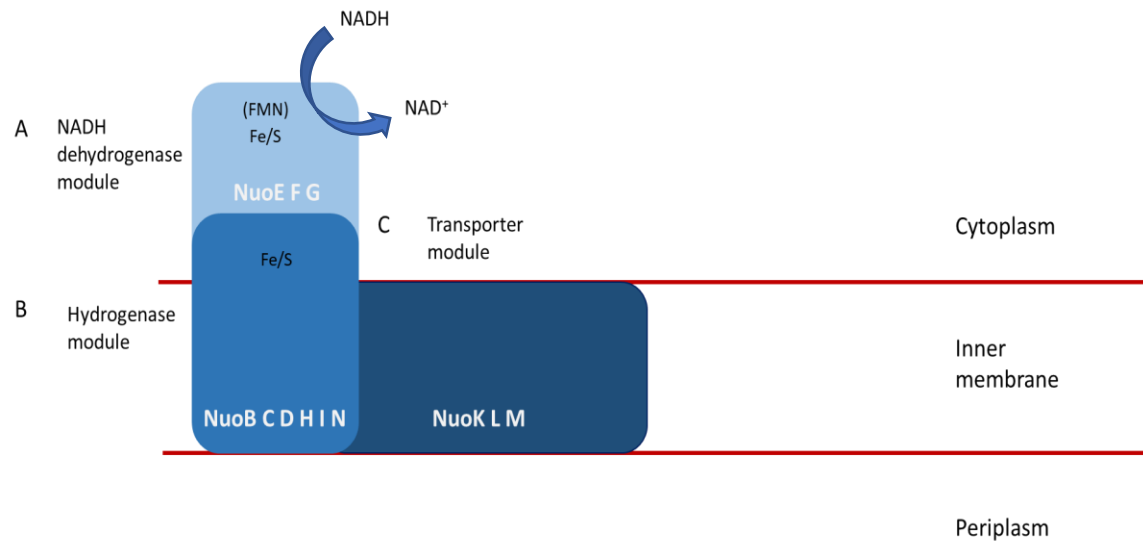 NADH
(FMN)
NAD⁺
A
NADH
dehydrogenase
module
Fe/S
NuoE F G
C
Transporter
module
Cytoplasm
Fe/S
B
Hydrogenase
module
Inner
membrane
NuoB C D H I N
NuoK L M
Periplasm